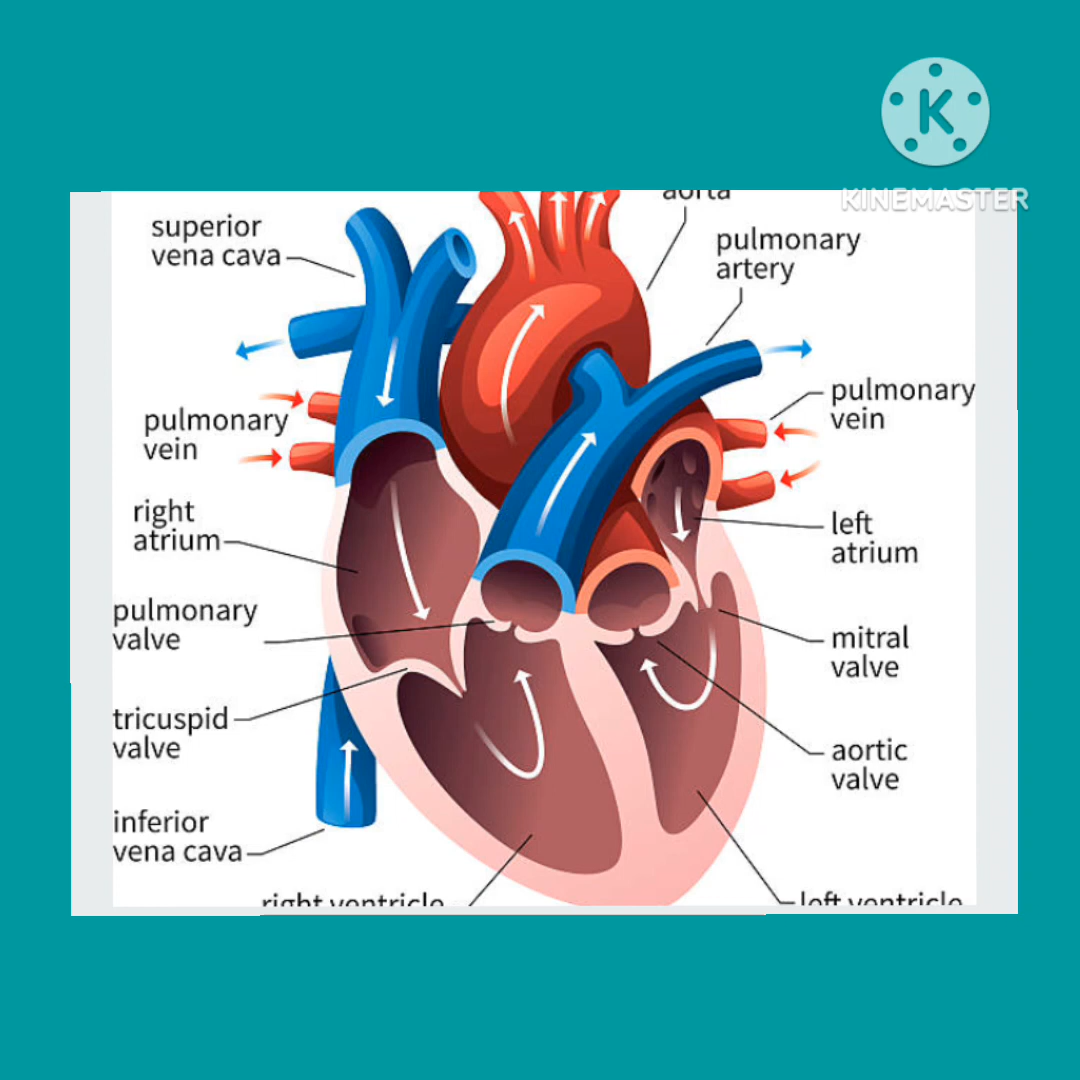 K
KINEMASTER
aorta
superior
vena cava
pulmonary
artery
pulmonary
vein
pulmonary
vein
right
atrium
left
atrium
pulmonary
valve
mitral
valve
tricuspid
valve
aortic
valve
inferior
vena cava
right ventricle
left ventricle